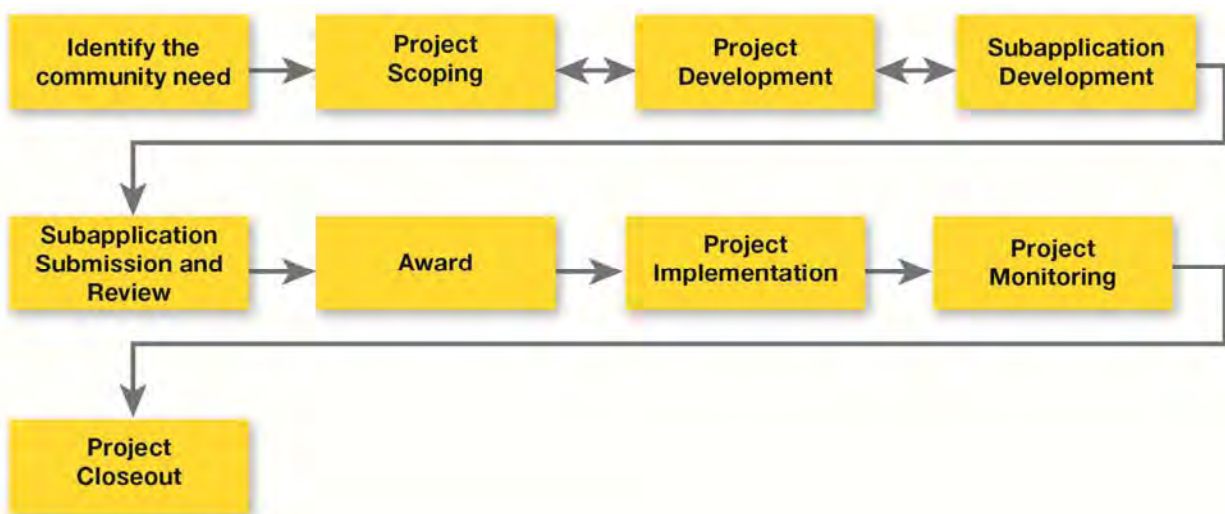 Identify the
community need
Project
Scoping
Project
Development
Subapplication
Development
Subapplication
Submission and
Review
Award
Project
Implementation
Project
Monitoring
Project
Closeout